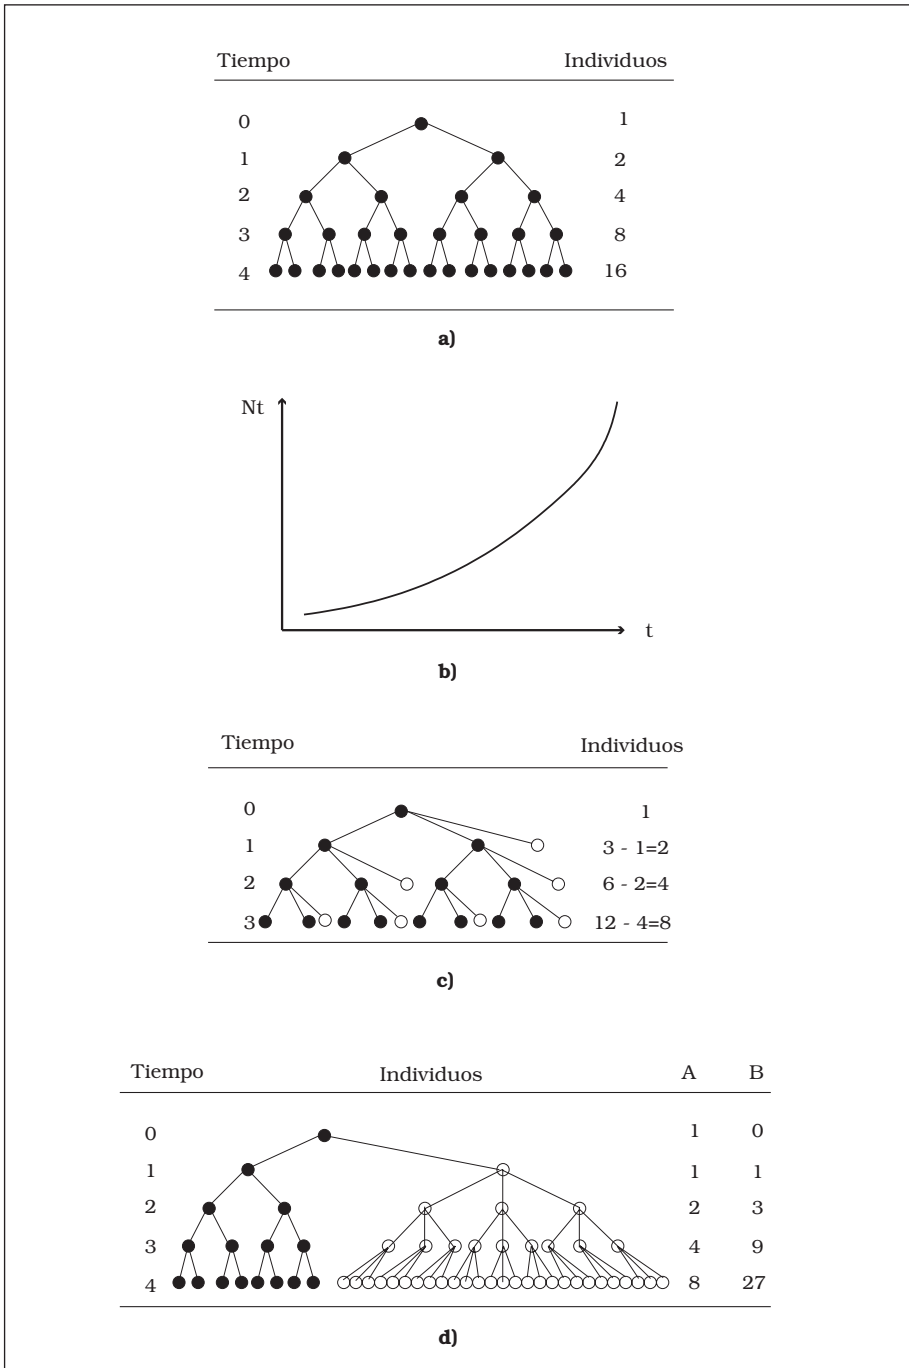 Tiempo Individuos
0 1
1 2
2 4
3 8
4 16
a)
Nt
t
b)
Tiempo Individuos
0 1
1 3 - 1=2
2 6 - 2=4
3 12 - 4=8
c)
Tiempo Individuos A B
0 1 0
1 1 1
2 2 3
3 4 9
4 8 27
d)